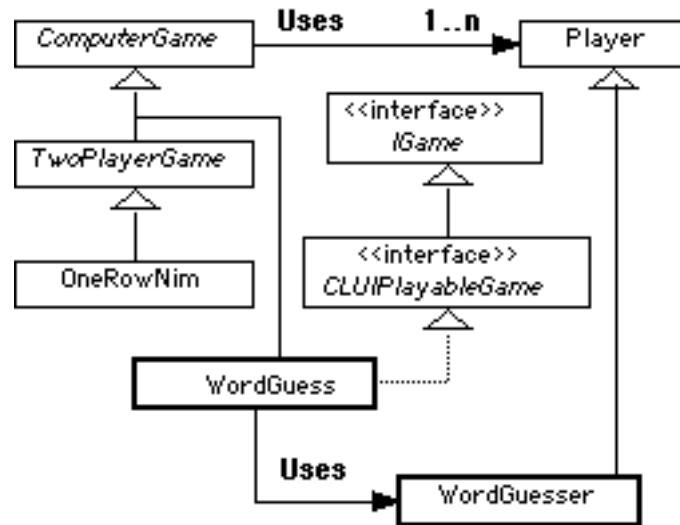 ComputerGame
Uses 1..n
Player
<<interface>>
IGame
TwoPlayerGame
OneRowNim
<<interface>>
CLUIPlayableGame
WordGuess
Uses
WordGuesser